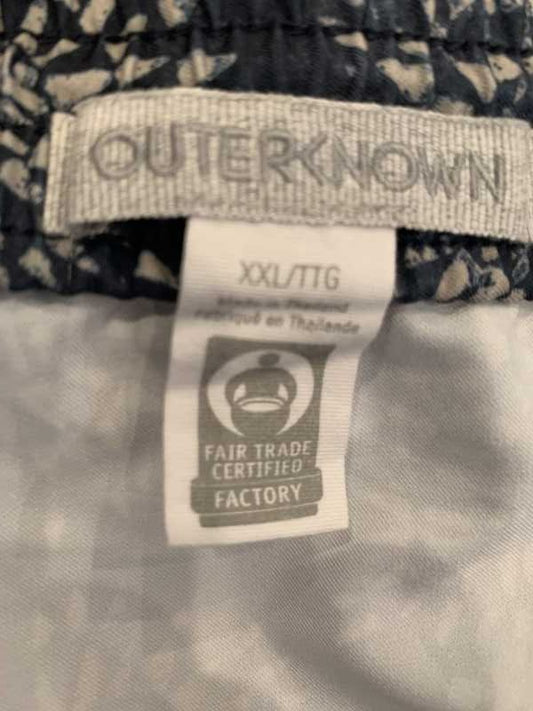 OUTERKNOWN
XXL/TTG
Made in Thailand
Fabriqué en Thaïlande
FAIR TRADE
CERTIFIED
FACTORY